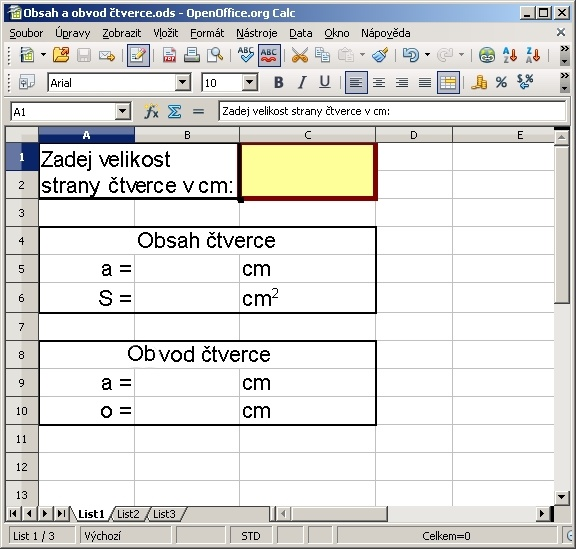 Obsah a obvod čtverce.ods - OpenOffice.org Calc
Soubor Úpravy Zobrazit Vložit Formát Nástroje Data Okno Nápověda
ABC ABC
Arial 10 B I U % $%
A1 Σ = Zadej velikost strany čtverce v cm:
A B C D E
1 Zadej velikost
2 strany čtverce v cm:
3
4 Obsah čtverce
5 a = cm
6 S = cm²
7
8 Obvod čtverce
9 a = cm
10 o = cm
11
12
13
List1 List2 List3
List 1 / 3 Výchozí STD Celkem=0